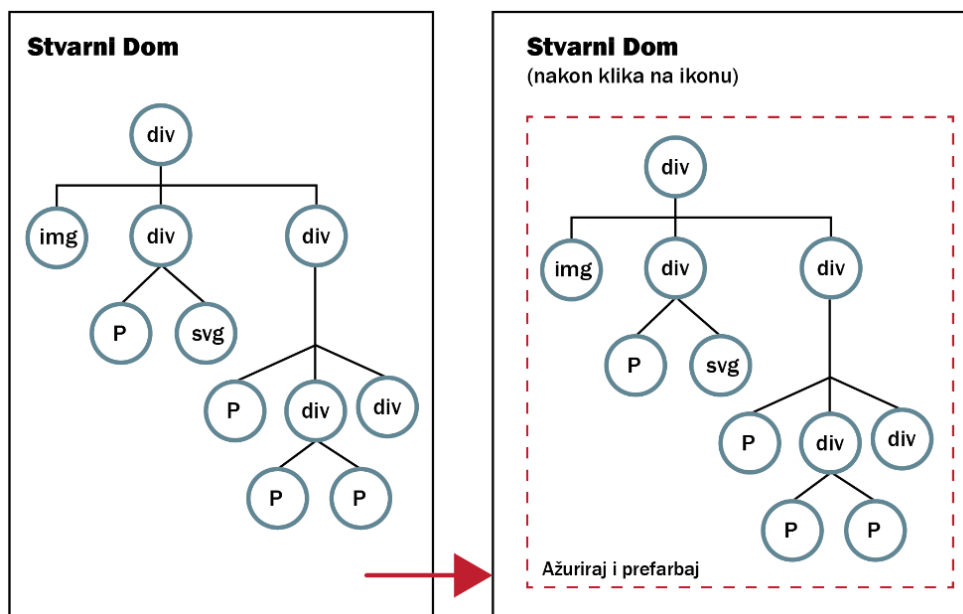 StvarnI Dom
div
img
div
div
P
svg
P
div
div
P
P
StvarnI Dom
(nakon klika na ikonu)
div
img
div
div
P
svg
P
div
div
P
P
Ažuriraj i prefarbaj